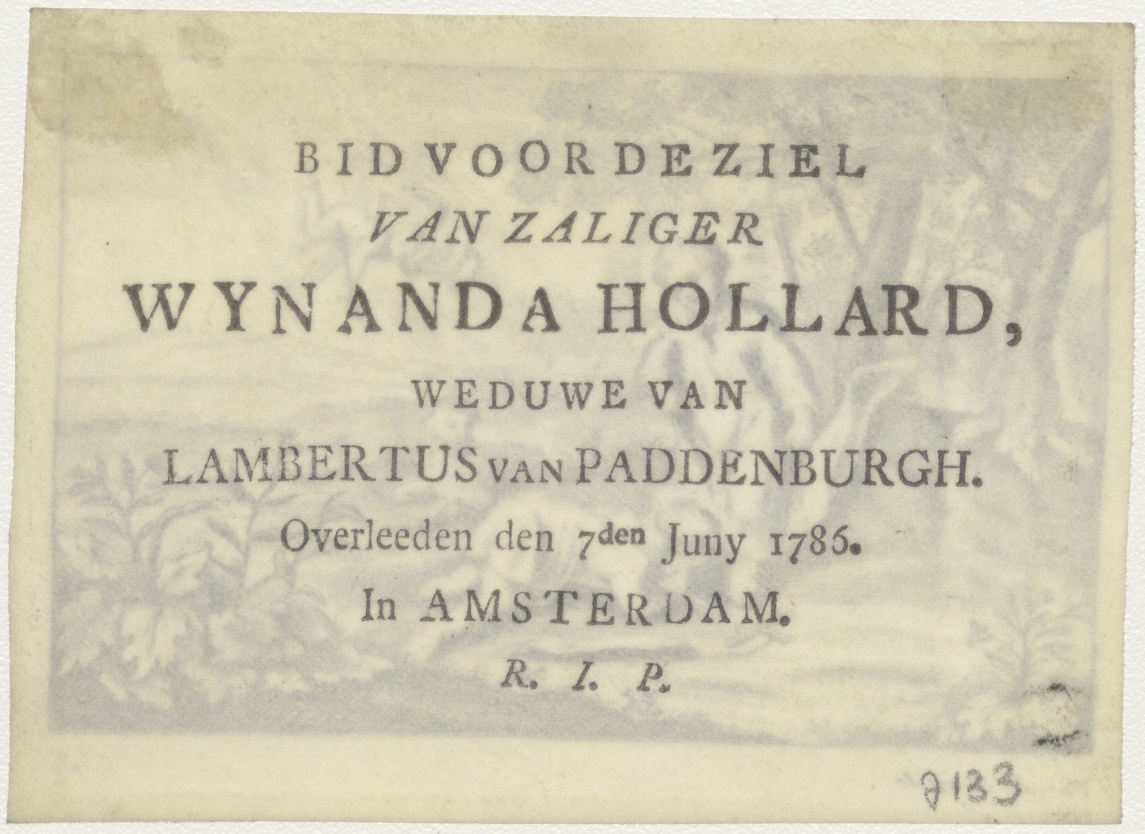 BID VOOR DE ZIEL
VAN ZALIGER
WYNANDA HOLLARD,
WEDUWE VAN
LAMBERTUS VAN PADDENBURGH.
Overleeden den 7den Juny 1786.
In AMSTERDAM.
R. I. P.